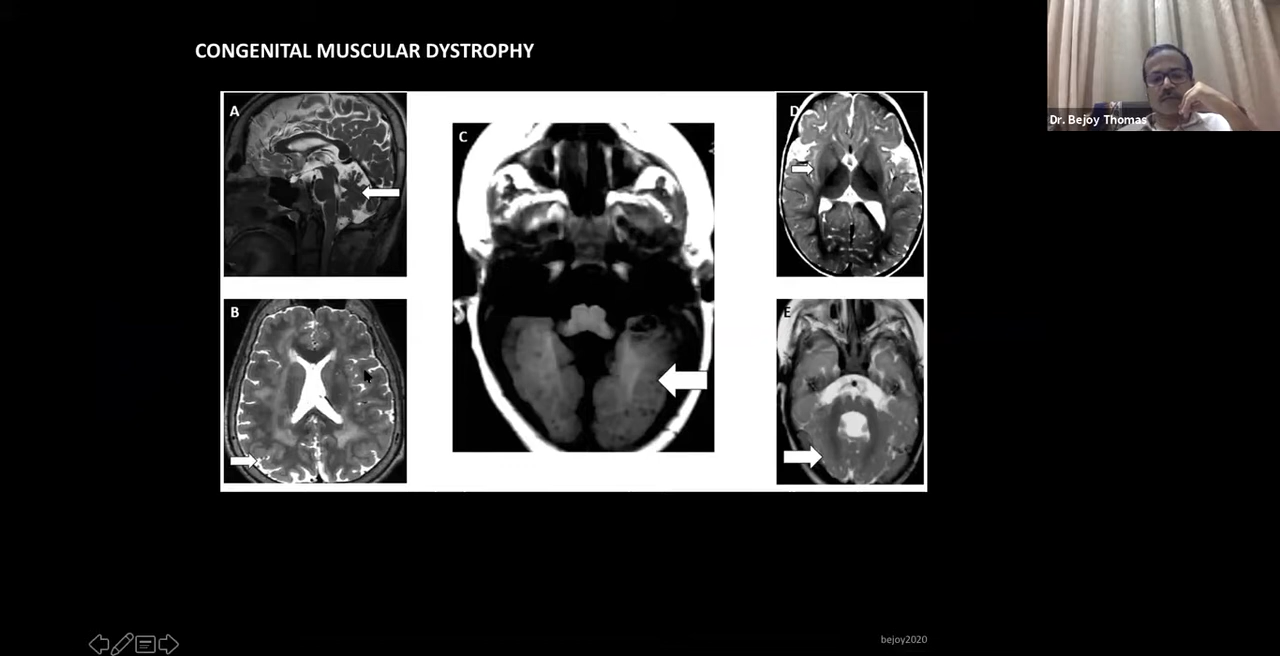 CONGENITAL MUSCULAR DYSTROPHY
A
B
C
D
E
Dr. Bejoy Thomas
bejoy2020